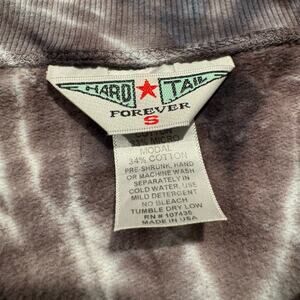 HARD TAIL
FOREVER
S
MODAL
34% COTTON
PRE-SHRUNK, HAND
OR MACHINE WASH
SEPARATELY IN
COLD WATER. USE
MILD DETERGENT
NO BLEACH
TUMBLE DRY LOW
RN# 107435
MADE IN USA